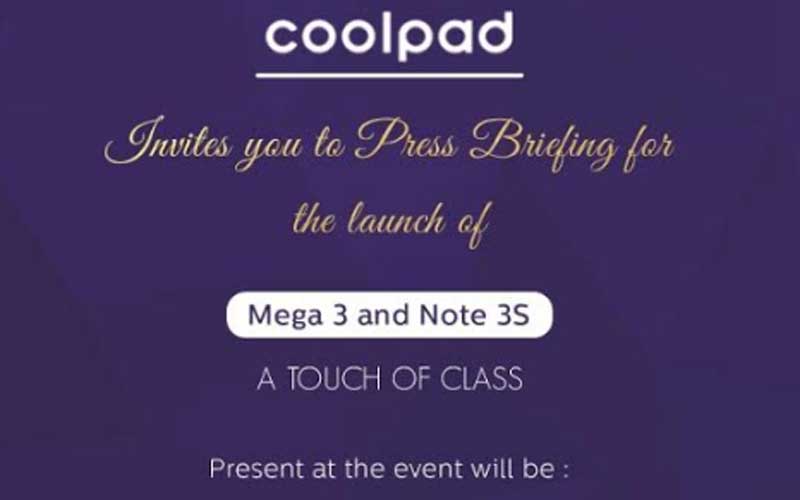 coolpad
Invites you to Press Briefing for
the launch of
Mega 3 and Note 3S
A TOUCH OF CLASS
Present at the event will be :